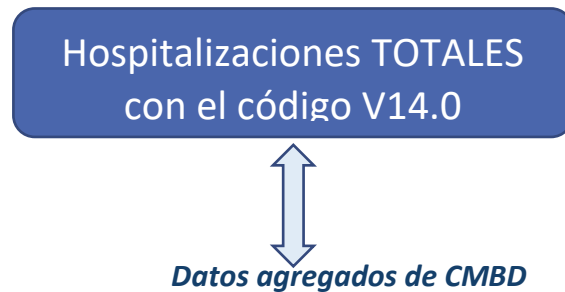 Hospitalizaciones TOTALES
con el código V14.0
Datos agregados de CMBD